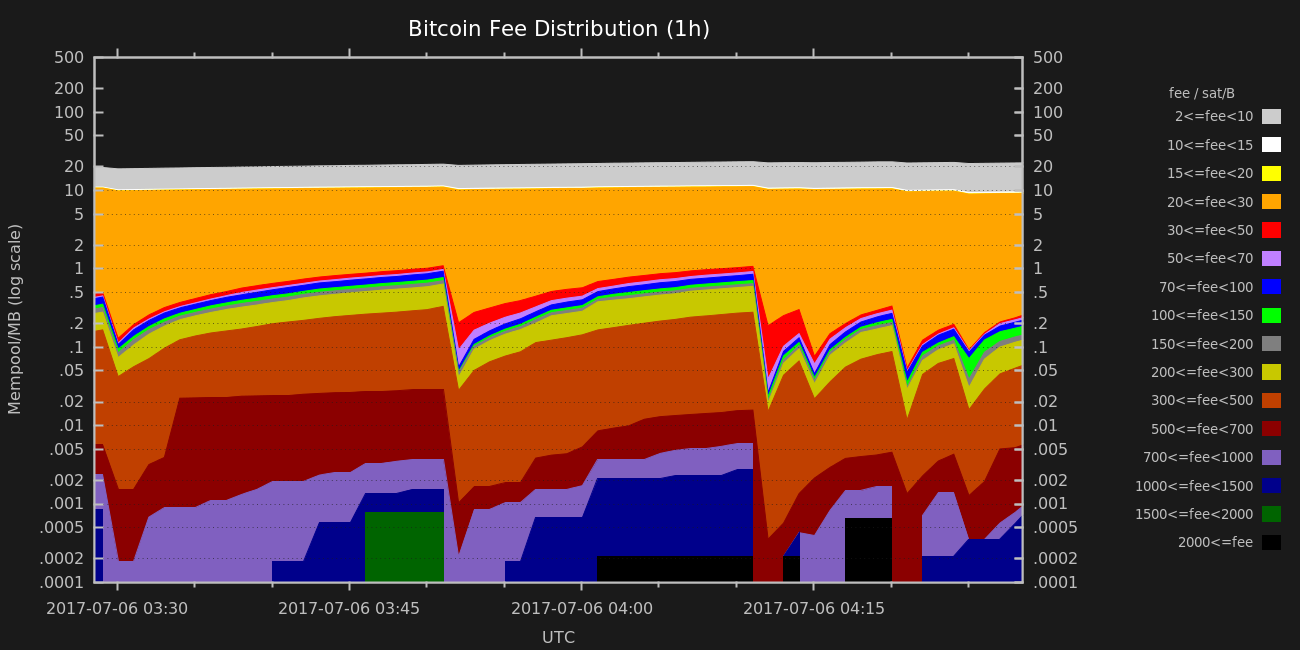 Bitcoin Fee Distribution (1h)
Mempool/MB (log scale)
500
200
100
50
20
10
5
2
1
.5
.2
.1
.05
.02
.01
.005
.002
.001
.0005
.0002
.0001
500
200
100
50
20
10
5
2
1
.5
.2
.1
.05
.02
.01
.005
.002
.001
.0005
.0002
.0001
2017-07-06 03:30
2017-07-06 03:45
2017-07-06 04:00
2017-07-06 04:15
UTC
fee / sat/B
2<=fee<10
10<=fee<15
15<=fee<20
20<=fee<30
30<=fee<50
50<=fee<70
70<=fee<100
100<=fee<150
150<=fee<200
200<=fee<300
300<=fee<500
500<=fee<700
700<=fee<1000
1000<=fee<1500
1500<=fee<2000
2000<=fee